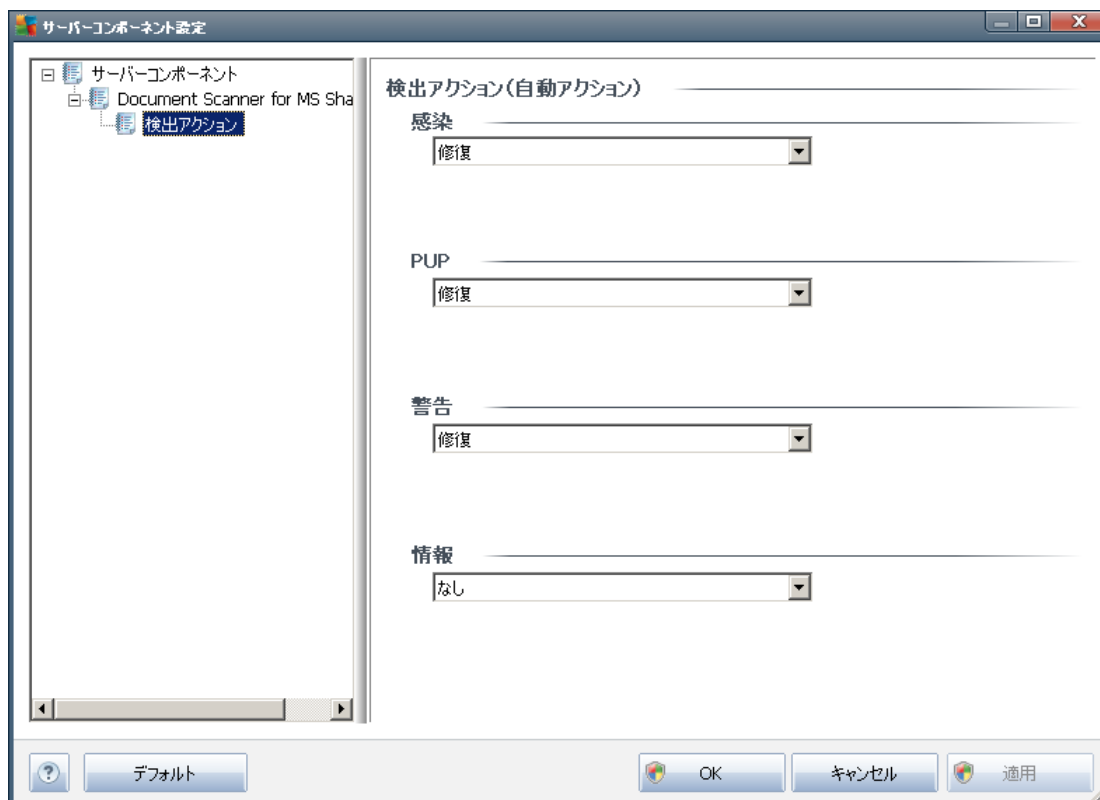 サーバーコンポーネント設定
サーバーコンポーネント
Document Scanner for MS Sha
検出アクション
検出アクション(自動アクション)
感染
修復
PUP
修復
警告
修復
情報
なし
?
デフォルト
OK
キャンセル
適用